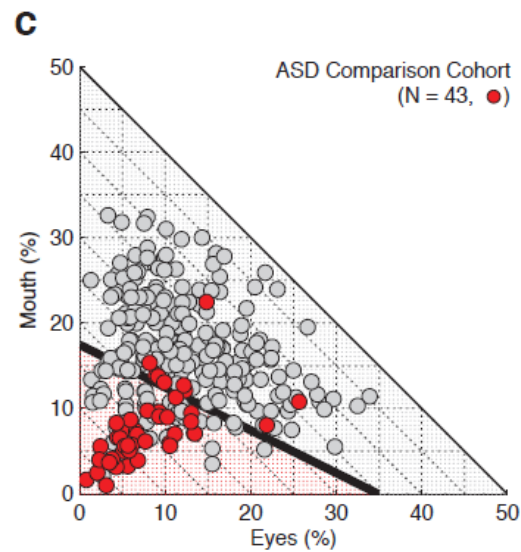 C
ASD Comparison Cohort
(N = 43, )
50
40
30
20
10
0
Mouth (%)
0 10 20 30 40 50
Eyes (%)